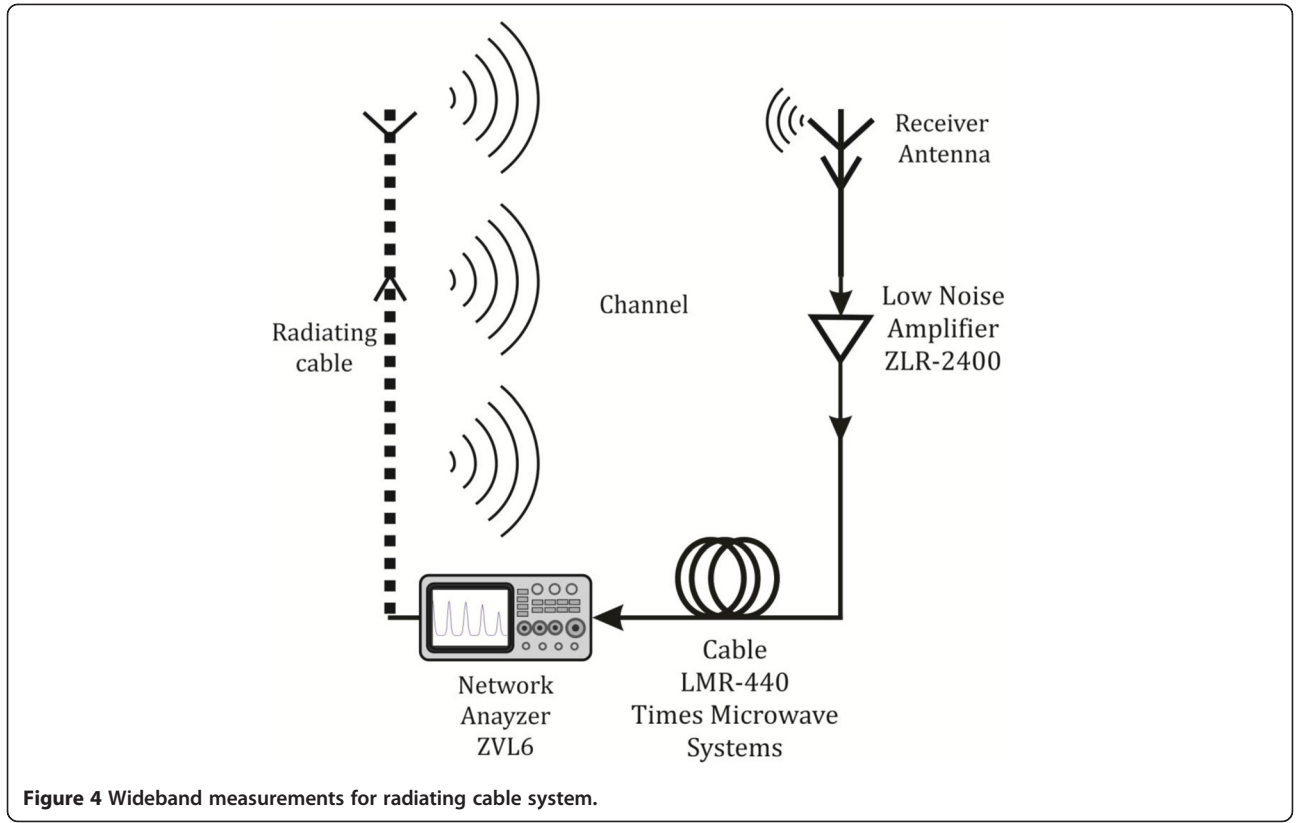 Receiver
Antenna
Low Noise
Amplifier
ZLR-2400
Channel
Radiating
cable
Cable
LMR-440
Times Microwave
Systems
Network
Anayzer
ZVL6
Figure 4 Wideband measurements for radiating cable system.